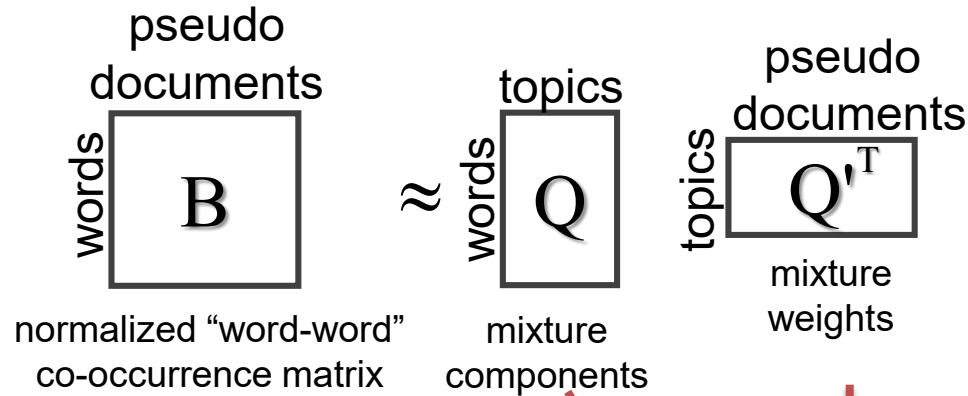 pseudo
documents
words
B
normalized “word-word”
co-occurrence matrix
≈
topics
words
Q
mixture
components
pseudo
documents
topics
Q'ᵀ
mixture
weights